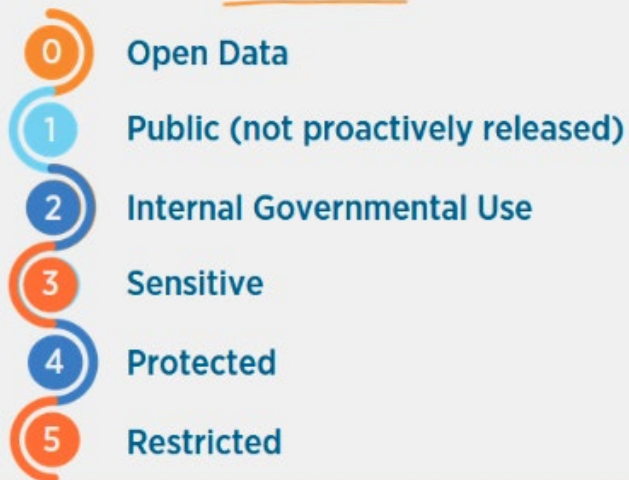 0 Open Data
1 Public (not proactively released)
2 Internal Governmental Use
3 Sensitive
4 Protected
5 Restricted